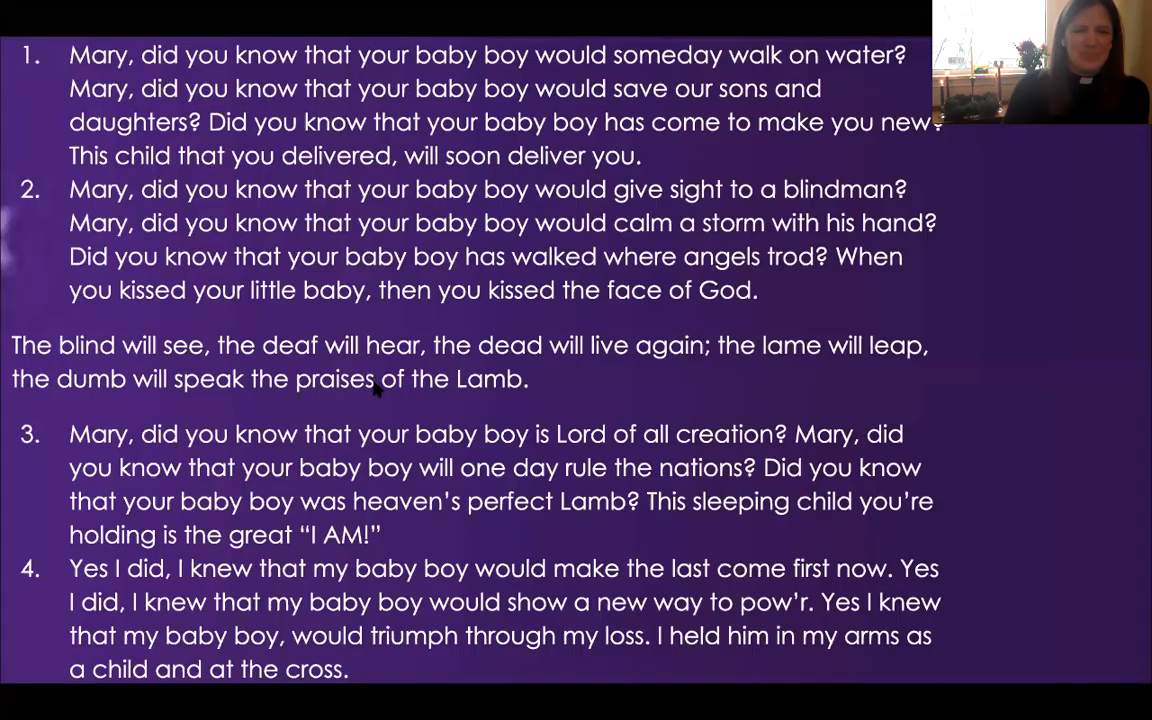 1. Mary, did you know that your baby boy would someday walk on water?
Mary, did you know that your baby boy would save our sons and
daughters? Did you know that your baby boy has come to make you new?
This child that you delivered, will soon deliver you.
2. Mary, did you know that your baby boy would give sight to a blindman?
Mary, did you know that your baby boy would calm a storm with his hand?
Did you know that your baby boy has walked where angels trod? When
you kissed your little baby, then you kissed the face of God.
The blind will see, the deaf will hear, the dead will live again; the lame will leap,
the dumb will speak the praises of the Lamb.
3. Mary, did you know that your baby boy is Lord of all creation? Mary, did
you know that your baby boy will one day rule the nations? Did you know
that your baby boy was heaven’s perfect Lamb? This sleeping child you’re
holding is the great “I AM!”
4. Yes I did, I knew that my baby boy would make the last come first now. Yes
I did, I knew that my baby boy would show a new way to pow’r. Yes I knew
that my baby boy, would triumph through my loss. I held him in my arms as
a child and at the cross.